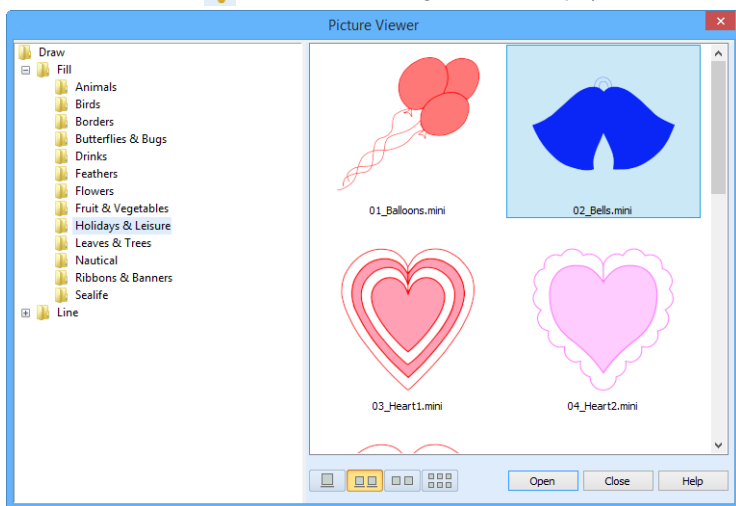 Picture Viewer
Draw
Fill
Animals
Birds
Borders
Butterflies & Bugs
Drinks
Feathers
Flowers
Fruit & Vegetables
Holidays & Leisure
Leaves & Trees
Nautical
Ribbons & Banners
Sealife
Line
01_Balloons.mini
02_Bells.mini
03_Heart1.mini
04_Heart2.mini
Open Close Help